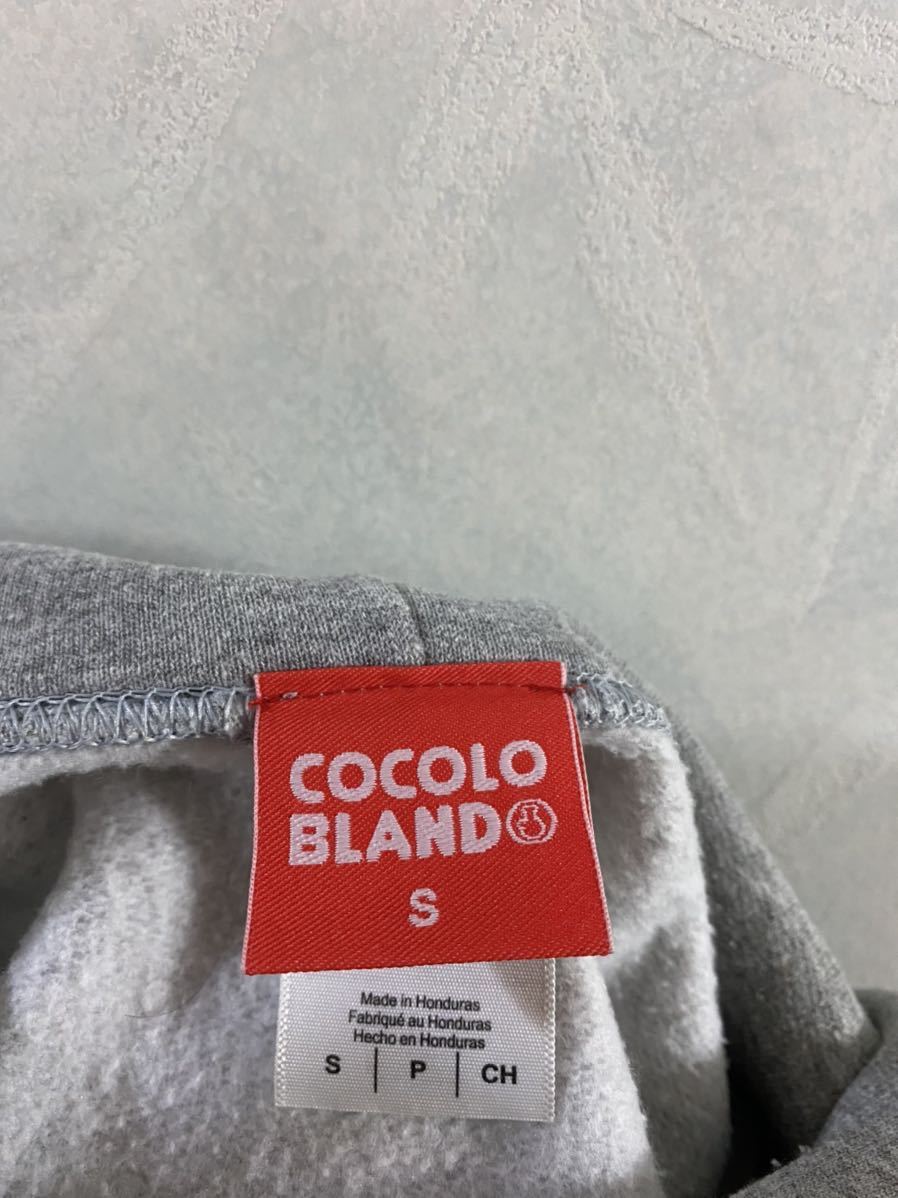 COCOLO
BLAND
S
Made in Honduras
Fabriqué au Honduras
Hecho en Honduras
S | P | CH